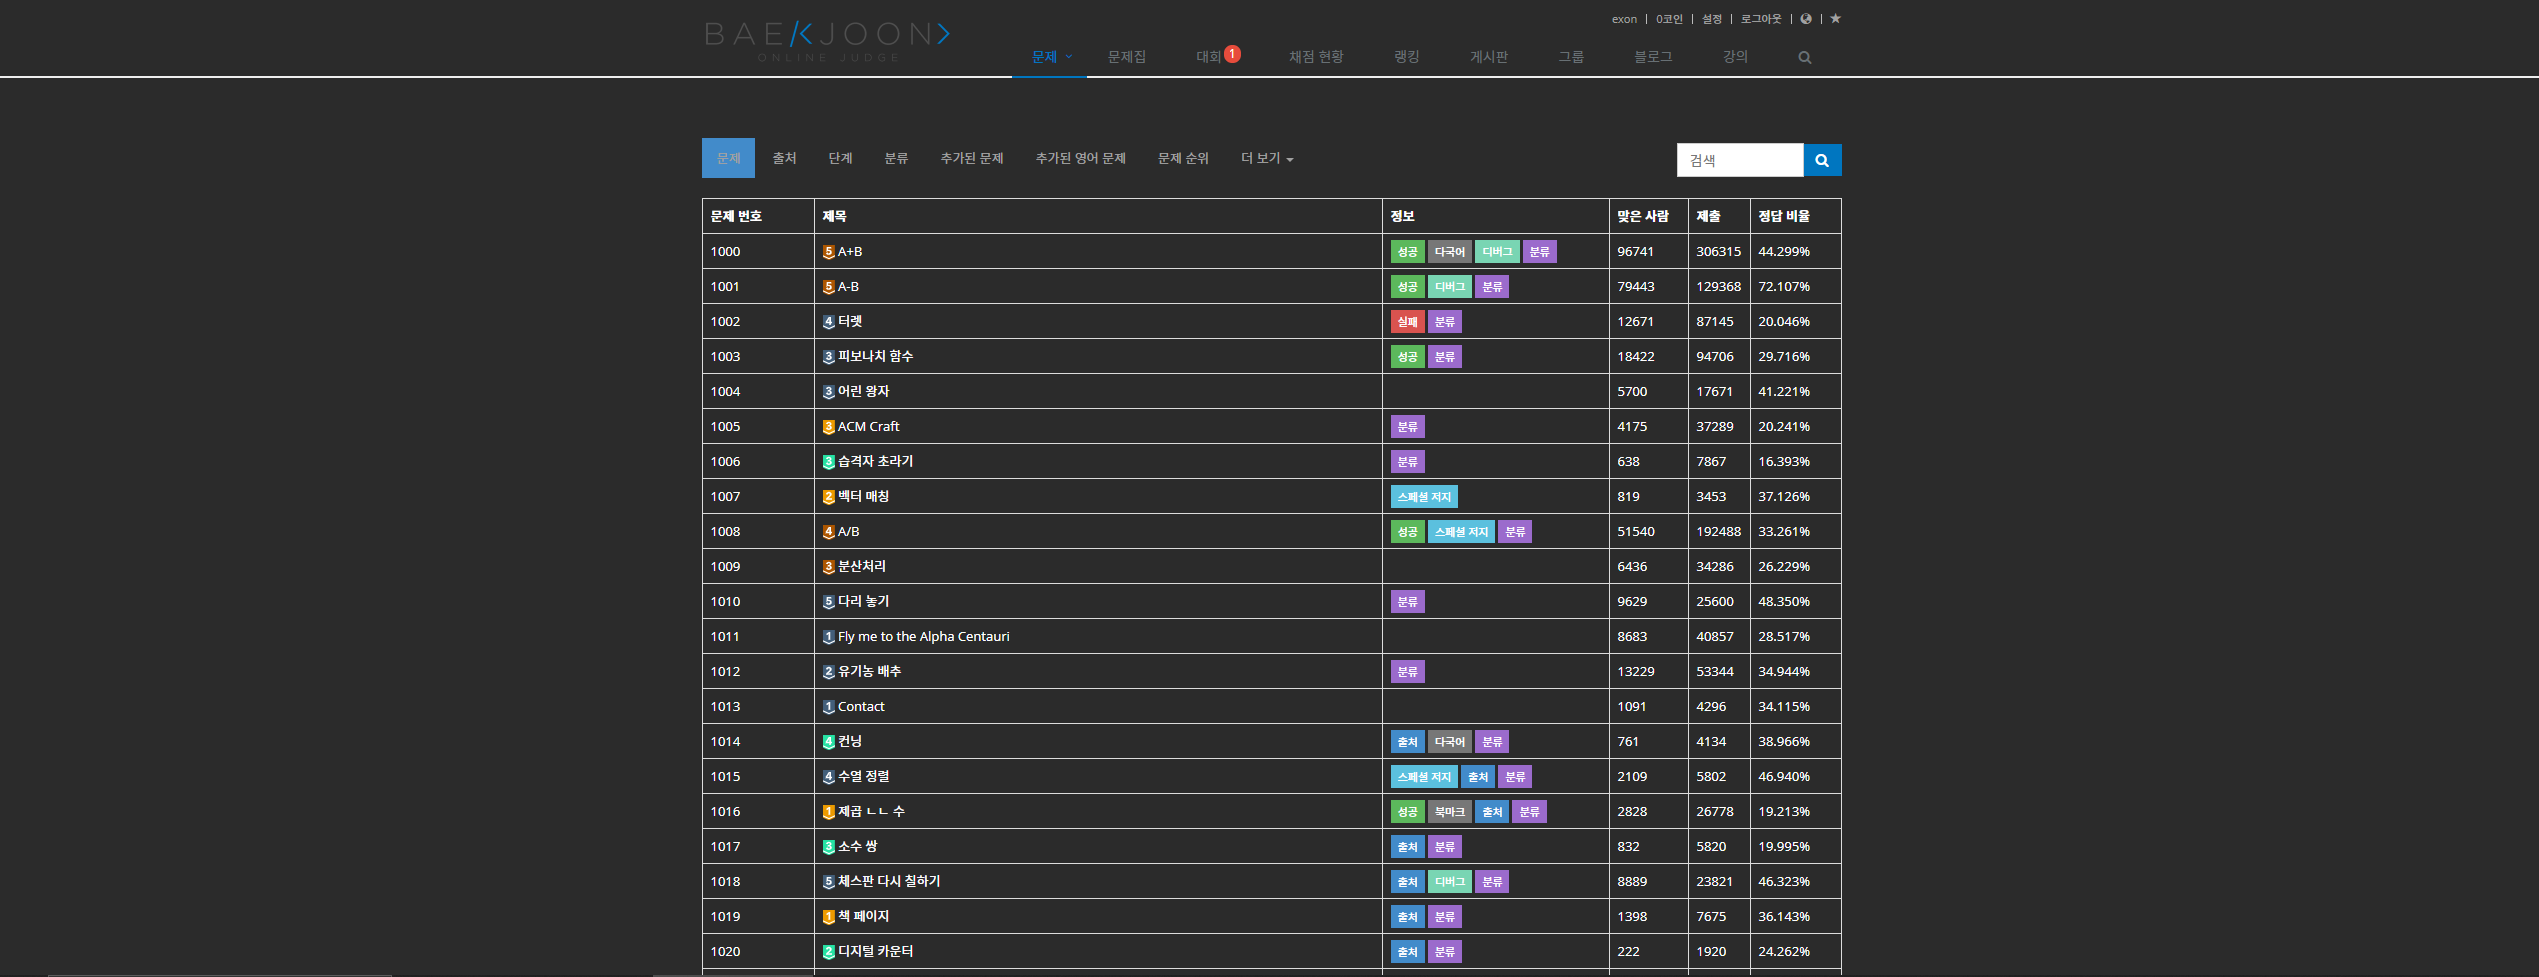 exon | 0코인 | 설정 | 로그아웃 | | ★
BAEKJOON>
ONLINE JUDGE
문제 문제집 대회 1 채점 현황 랭킹 게시판 그룹 블로그 강의
문제 출처 단계 분류 추가된 문제 추가된 영어 문제 문제 순위 더 보기 검색
문제 번호 제목 정보 맞은 사람 제출 정답 비율
1000 5 A+B 성공 다국어 디버그 분류 96741 306315 44.299%
1001 5 A-B 성공 디버그 분류 79443 129368 72.107%
1002 4 터렛 실패 분류 12671 87145 20.046%
1003 3 피보나치 함수 성공 분류 18422 94706 29.716%
1004 3 어린 왕자 5700 17671 41.221%
1005 3 ACM Craft 분류 4175 37289 20.241%
1006 3 습격자 초라기 분류 638 7867 16.393%
1007 2 벡터 매칭 스페셜 저지 819 3453 37.126%
1008 4 A/B 성공 스페셜 저지 분류 51540 192488 33.261%
1009 3 분산처리 6436 34286 26.229%
1010 5 다리 놓기 분류 9629 25600 48.350%
1011 1 Fly me to the Alpha Centauri 8683 40857 28.517%
1012 2 유기농 배추 분류 13229 53344 34.944%
1013 1 Contact 1091 4296 34.115%
1014 4 컨닝 출처 다국어 분류 761 4134 38.966%
1015 4 수열 정렬 스페셜 저지 출처 분류 2109 5802 46.940%
1016 1 제곱 ㄴㄴ 수 성공 북마크 출처 분류 2828 26778 19.213%
1017 3 소수 쌍 출처 분류 832 5820 19.995%
1018 5 체스판 다시 칠하기 출처 디버그 분류 8889 23821 46.323%
1019 1 책 페이지 출처 분류 1398 7675 36.143%
1020 2 디지털 카운터 출처 분류 222 1920 24.262%